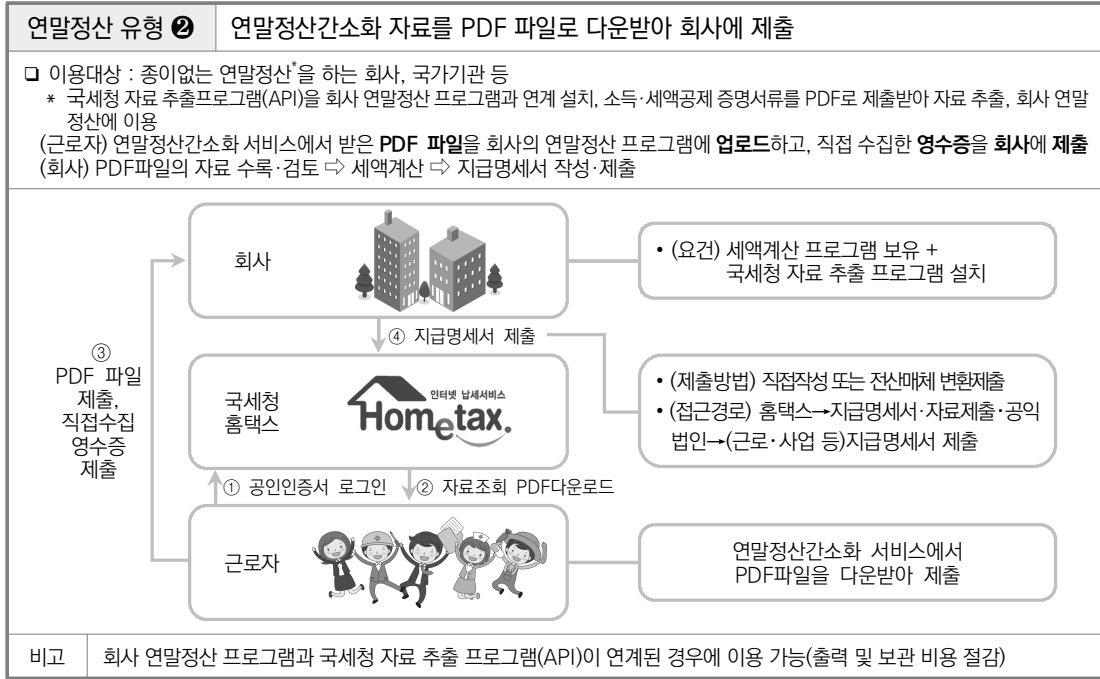 연말정산 유형 ❷
연말정산간소화 자료를 PDF 파일로 다운받아 회사에 제출
❑ 이용대상 : 종이없는 연말정산*을 하는 회사, 국가기관 등
* 국세청 자료 추출프로그램(API)을 회사 연말정산 프로그램과 연계 설치, 소득·세액공제 증명서류를 PDF로 제출받아 자료 추출, 회사 연말
정산에 이용
(근로자) 연말정산간소화 서비스에서 받은 PDF 파일을 회사의 연말정산 프로그램에 업로드하고, 직접 수집한 영수증을 회사에 제출
(회사) PDF파일의 자료 수록·검토 ⇨ 세액계산 ⇨ 지급명세서 작성·제출
회사
• (요건) 세액계산 프로그램 보유 +
국세청 자료 추출 프로그램 설치
④ 지급명세서 제출
③
PDF 파일
제출,
직접수집
영수증
제출
국세청
홈택스
인터넷 납세서비스
Hometax.
• (제출방법) 직접작성 또는 전산매체 변환제출
• (접근경로) 홈택스→지급명세서·자료제출·공익
법인→(근로·사업 등)지급명세서 제출
① 공인인증서 로그인
② 자료조회 PDF다운로드
근로자
연말정산간소화 서비스에서
PDF파일을 다운받아 제출
비고
회사 연말정산 프로그램과 국세청 자료 추출 프로그램(API)이 연계된 경우에 이용 가능(출력 및 보관 비용 절감)